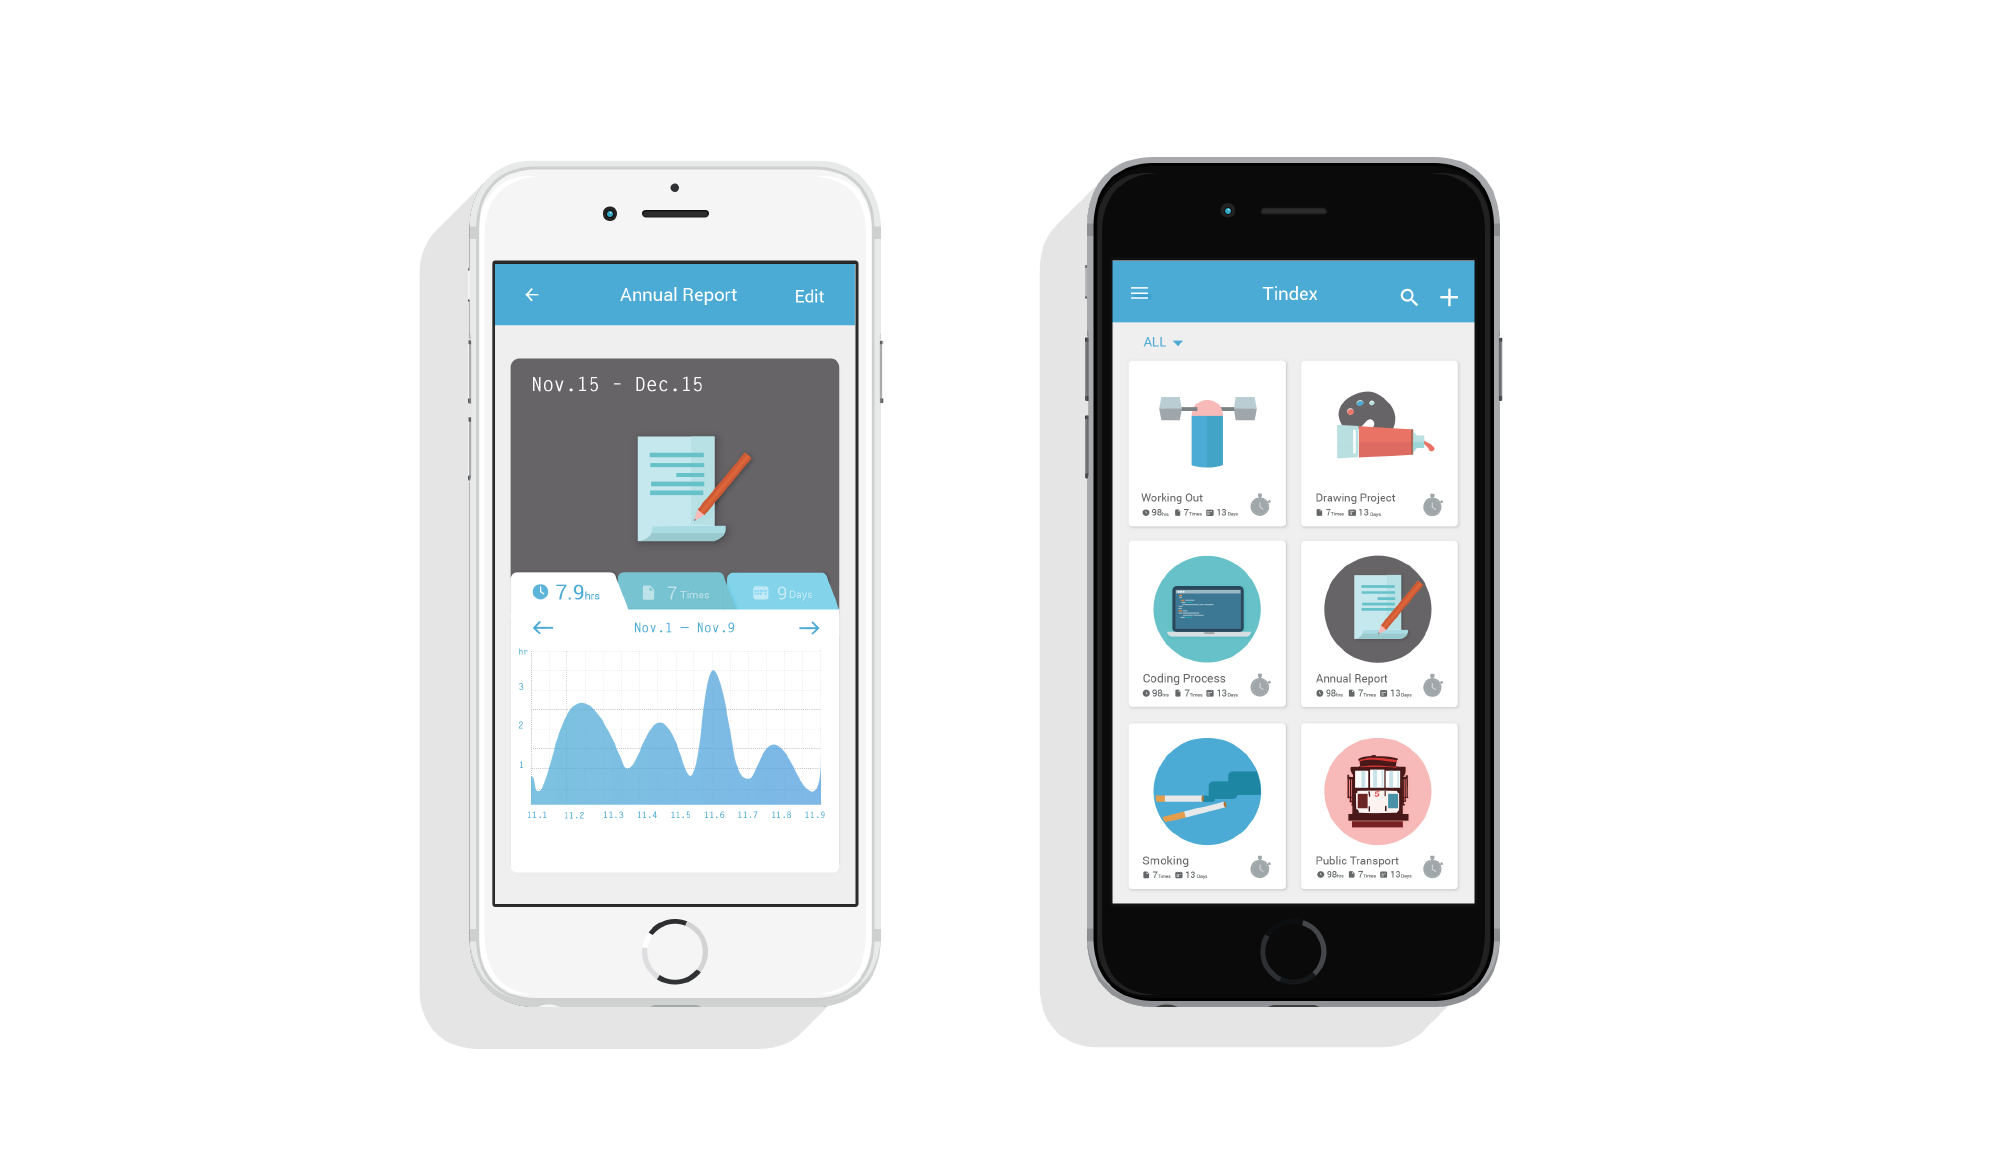 Annual Report Edit
Nov.15 - Dec.15
7.9hrs 7 Times 9 Days
Nov.1 — Nov.9
hr
3
2
1
11.1 11.2 11.3 11.4 11.5 11.6 11.7 11.8 11.9
Tindex
ALL
Working Out
98hrs 7Times 13Days
Drawing Project
7Times 13Days
Coding Process
98hrs 7Times 13Days
Annual Report
98hrs 7Times 13Days
5
Smoking
7Times 13Days
Public Transport
98hrs 7Times 13Days